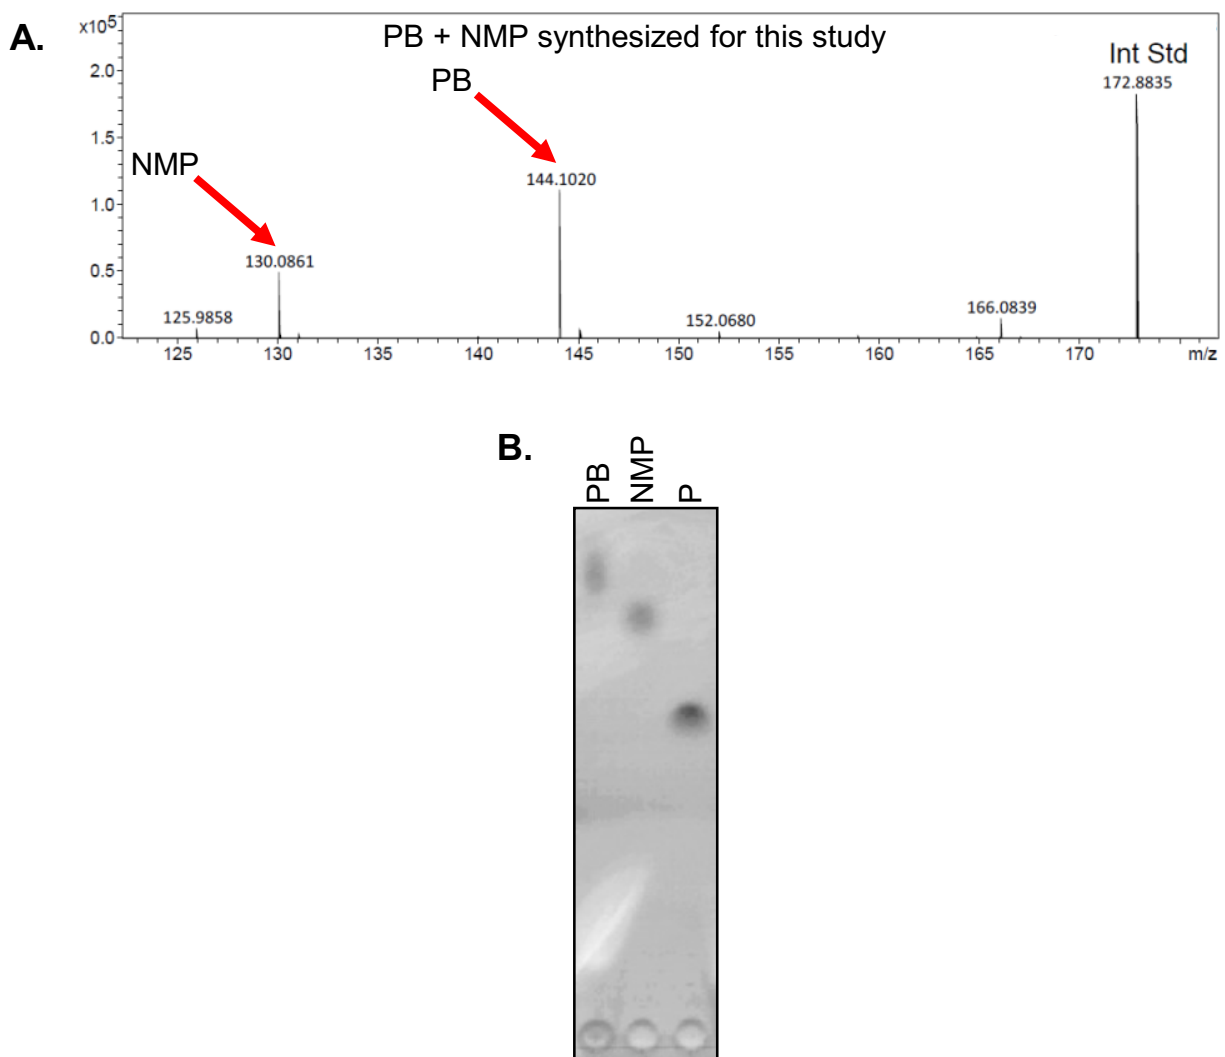 A.
x10⁵
PB + NMP synthesized for this study
Int Std
172.8835
PB
144.1020
NMP
130.0861
125.9858
152.0680
166.0839
2.0
1.5
1.0
0.5
0.0
125 130 135 140 145 150 155 160 165 170 m/z
B.
PB
NMP
P